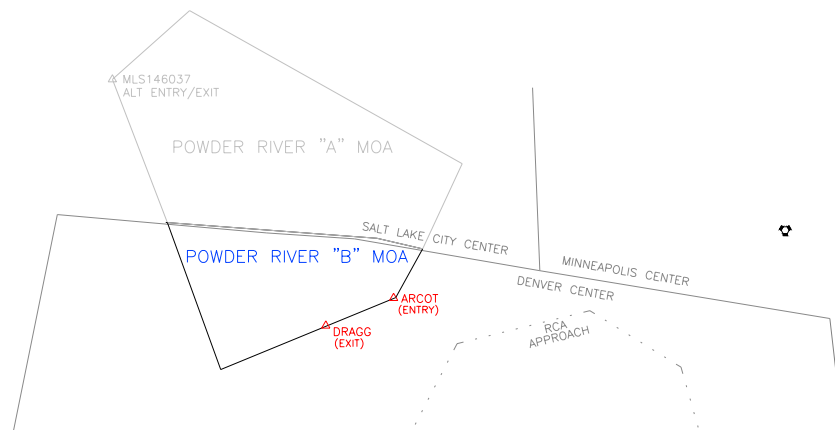 MLS146037
ALT ENTRY/EXIT
POWDER RIVER "A" MOA
SALT LAKE CITY CENTER
POWDER RIVER "B" MOA
MINNEAPOLIS CENTER
DENVER CENTER
ARCOT
(ENTRY)
DRAGG
(EXIT)
RCA
APPROACH